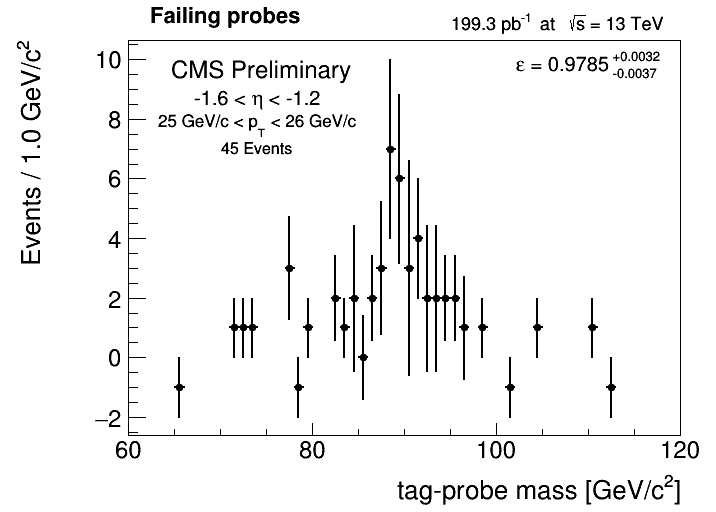 Failing probes
199.3 pb⁻¹ at √s = 13 TeV
CMS Preliminary
ε = 0.9785 +0.0032 -0.0037
-1.6 < η < -1.2
25 GeV/c < p_T < 26 GeV/c
45 Events
Events / 1.0 GeV/c²
10
8
6
4
2
0
−2
60 80 100 120
tag-probe mass [GeV/c²]